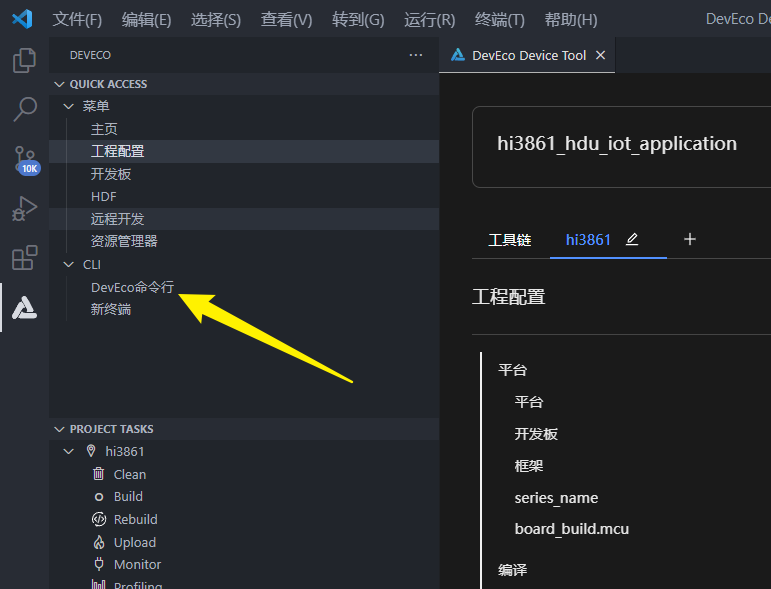 文件(F) 编辑(E) 选择(S) 查看(V) 转到(G) 运行(R) 终端(T) 帮助(H) DevEco De
DEVECO ···
DevEco Device Tool
QUICK ACCESS
菜单
主页
工程配置
开发板
HDF
远程开发
资源管理器
CLI
DevEco命令行
新终端
10K
PROJECT TASKS
hi3861
Clean
Build
Rebuild
Upload
Monitor
Profiling
hi3861_hdu_iot_application
工具链 hi3861 +
工程配置
平台
平台
开发板
框架
series_name
board_build.mcu
编译